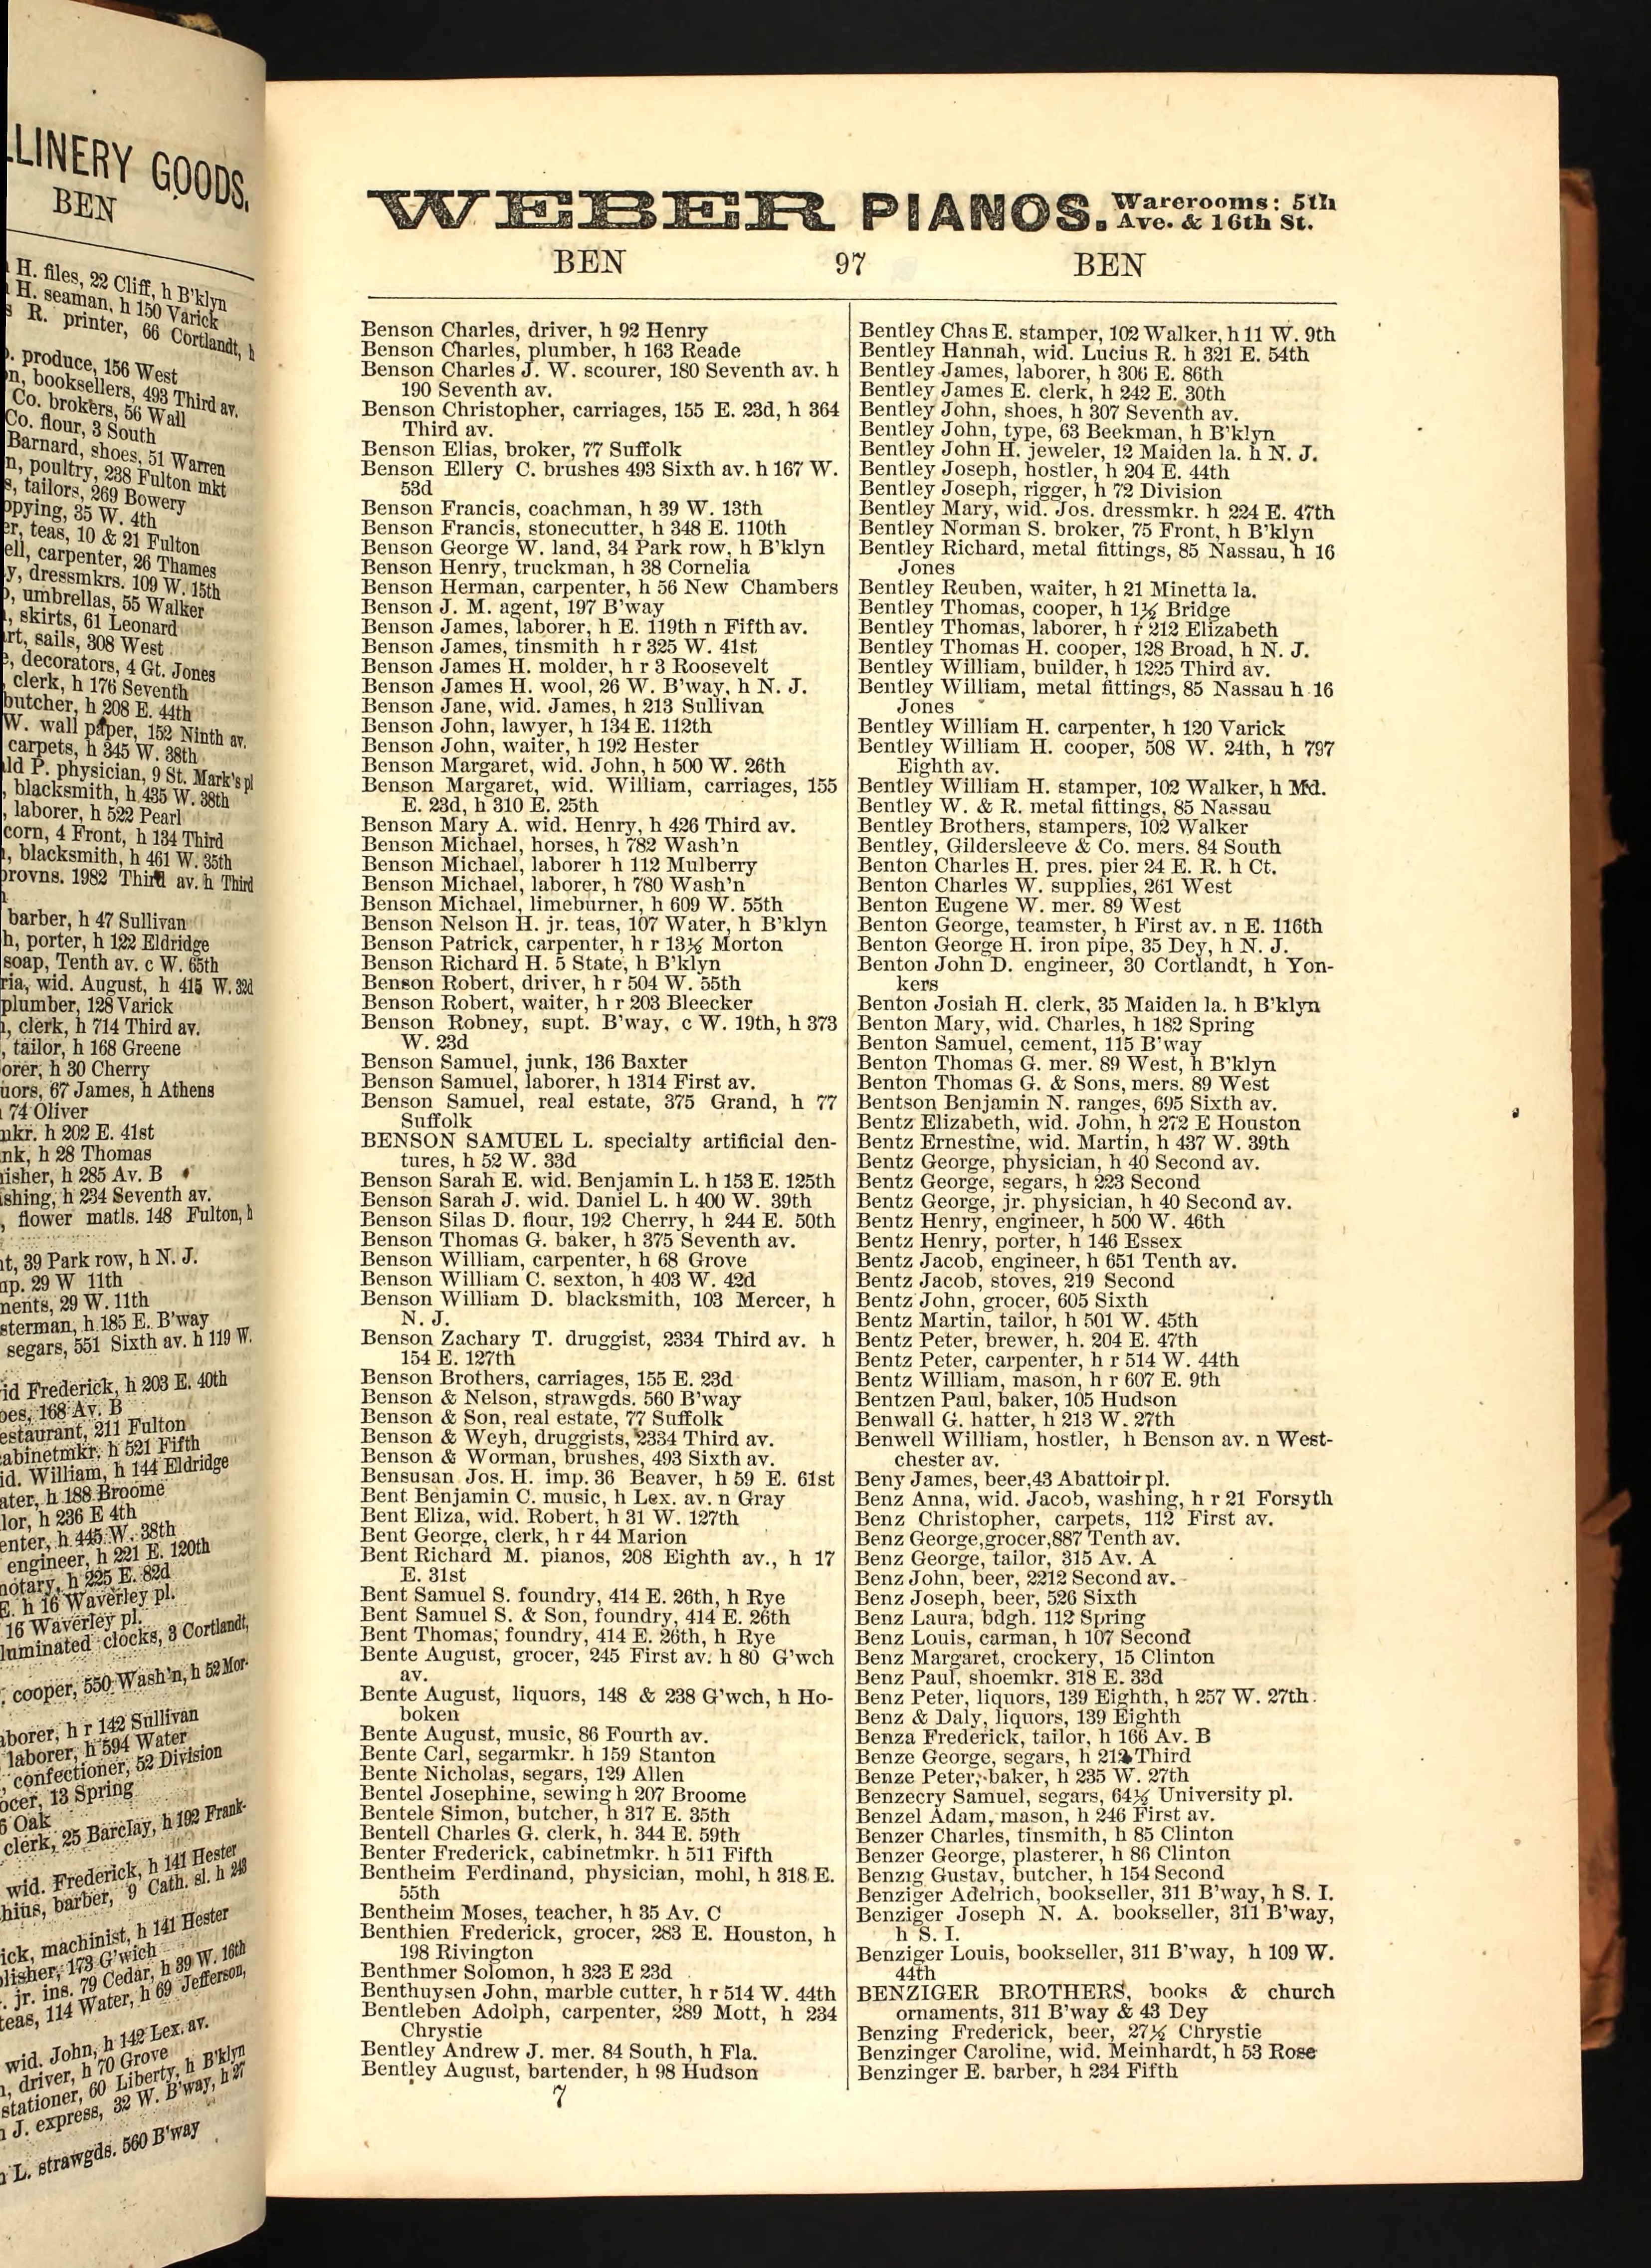 LINERY GOODS.
BEN
H. files, 22 Cliff, h B'klyn
H. seaman, h 150 Varick
R. printer, 66 Cortlandt, h
produce, 156 West
booksellers, 493 Third av.
Co. brokers, 56 Wall
Co. flour, 3 South
Barnard, shoes, 51 Warren
poultry, 238 Fulton mkt
tailors, 269 Bowery
35 W. 4th
teas, 10 & 21 Fulton
carpenter, 26 Thames
dressmkrs. 109 W. 15th
umbrellas, 55 Walker
skirts, 61 Leonard
sails, 308 West
decorators, 4 Gt. Jones
clerk, h 176 Seventh
butcher, h 208 E. 44th
W. wall paper, 152 Ninth av.
carpets, h 345 W. 38th
P. physician, 9 St. Mark's pl
blacksmith, h 435 W. 38th
laborer, h 522 Pearl
corn, 4 Front, h 134 Third
blacksmith, h 461 W. 35th
provns. 1982 Third av. h Third
barber, h 47 Sullivan
porter, h 122 Eldridge
soap, Tenth av. c W. 65th
wid. August, h 415 W. 32d
plumber, 128 Varick
clerk, h 714 Third av.
tailor, h 168 Greene
h 30 Cherry
67 James, h Athens
74 Oliver
h 202 E. 41st
h 28 Thomas
h 285 Av. B
h 234 Seventh av.
flower matls. 148 Fulton, h
39 Park row, h N. J.
29 W 11th
29 W. 11th
h 185 E. B'way
segars, 551 Sixth av. h 119 W.
Frederick, h 203 E. 40th
168 Av. B
restaurant, 211 Fulton
cabinetmkr. h 521 Fifth
William, h 144 Eldridge
h 188 Broome
h 236 E 4th
h 445 W. 38th
engineer, h 221 E. 120th
notary, h 225 E. 82d
E. h 16 Waverley pl.
16 Waverley pl.
clocks, 3 Cortlandt,
cooper, 550 Wash'n, h 52 Mor-
h r 142 Sullivan
laborer, h 594 Water
confectioner, 52 Division
13 Spring
Oak
clerk, 25 Barclay, h 192 Frank-
wid. Frederick, h 141 Hester
barber, 9 Cath. sl. h 243
machinist, h 141 Hester
173 G'wich
jr. ins. 79 Cedar, h 39 W. 16th
teas, 114 Water, h 69 Jefferson,
wid. John, h 142 Lex. av.
driver, h 70 Grove
stationer, 60 Liberty, h B'klyn
J. express, 32 W. B'way, h 27
L. strawgds. 560 B'way
WEBER PIANOS. Warerooms: 5th
Ave. & 16th St.
BEN 97 BEN
Benson Charles, driver, h 92 Henry
Benson Charles, plumber, h 163 Reade
Benson Charles J. W. scourer, 180 Seventh av. h
190 Seventh av.
Benson Christopher, carriages, 155 E. 23d, h 364
Third av.
Benson Elias, broker, 77 Suffolk
Benson Ellery C. brushes 493 Sixth av. h 167 W.
53d
Benson Francis, coachman, h 39 W. 13th
Benson Francis, stonecutter, h 348 E. 110th
Benson George W. land, 34 Park row, h B'klyn
Benson Henry, truckman, h 38 Cornelia
Benson Herman, carpenter, h 56 New Chambers
Benson J. M. agent, 197 B'way
Benson James, laborer, h E. 119th n Fifth av.
Benson James, tinsmith h r 325 W. 41st
Benson James H. molder, h r 3 Roosevelt
Benson James H. wool, 26 W. B'way, h N. J.
Benson Jane, wid. James, h 213 Sullivan
Benson John, lawyer, h 134 E. 112th
Benson John, waiter, h 192 Hester
Benson Margaret, wid. John, h 500 W. 26th
Benson Margaret, wid. William, carriages, 155
E. 23d, h 310 E. 25th
Benson Mary A. wid. Henry, h 426 Third av.
Benson Michael, horses, h 782 Wash'n
Benson Michael, laborer h 112 Mulberry
Benson Michael, laborer, h 780 Wash'n
Benson Michael, limeburner, h 609 W. 55th
Benson Nelson H. jr. teas, 107 Water, h B'klyn
Benson Patrick, carpenter, h r 13½ Morton
Benson Richard H. 5 State, h B'klyn
Benson Robert, driver, h r 504 W. 55th
Benson Robert, waiter, h r 203 Bleecker
Benson Robney, supt. B'way, c W. 19th, h 373
W. 23d
Benson Samuel, junk, 136 Baxter
Benson Samuel, laborer, h 1314 First av.
Benson Samuel, real estate, 375 Grand, h 77
Suffolk
BENSON SAMUEL L. specialty artificial den-
tures, h 52 W. 33d
Benson Sarah E. wid. Benjamin L. h 153 E. 125th
Benson Sarah J. wid. Daniel L. h 400 W. 39th
Benson Silas D. flour, 192 Cherry, h 244 E. 50th
Benson Thomas G. baker, h 375 Seventh av.
Benson William, carpenter, h 68 Grove
Benson William C. sexton, h 403 W. 42d
Benson William D. blacksmith, 103 Mercer, h
N. J.
Benson Zachary T. druggist, 2334 Third av. h
154 E. 127th
Benson Brothers, carriages, 155 E. 23d
Benson & Nelson, strawgds. 560 B'way
Benson & Son, real estate, 77 Suffolk
Benson & Weyh, druggists, 2334 Third av.
Benson & Worman, brushes, 493 Sixth av.
Bensusan Jos. H. imp. 36 Beaver, h 59 E. 61st
Bent Benjamin C. music, h Lex. av. n Gray
Bent Eliza, wid. Robert, h 31 W. 127th
Bent George, clerk, h r 44 Marion
Bent Richard M. pianos, 208 Eighth av., h 17
E. 31st
Bent Samuel S. foundry, 414 E. 26th, h Rye
Bent Samuel S. & Son, foundry, 414 E. 26th
Bent Thomas, foundry, 414 E. 26th, h Rye
Bente August, grocer, 245 First av. h 80 G'wch
av.
Bente August, liquors, 148 & 238 G'wch, h Ho-
boken
Bente August, music, 86 Fourth av.
Bente Carl, segarmkr. h 159 Stanton
Bente Nicholas, segars, 129 Allen
Bentel Josephine, sewing h 207 Broome
Bentele Simon, butcher, h 317 E. 35th
Bentell Charles G. clerk, h. 344 E. 59th
Benter Frederick, cabinetmkr. h 511 Fifth
Bentheim Ferdinand, physician, mohl, h 318 E.
55th
Bentheim Moses, teacher, h 35 Av. C
Benthien Frederick, grocer, 283 E. Houston, h
198 Rivington
Benthmer Solomon, h 323 E 23d
Benthuysen John, marble cutter, h r 514 W. 44th
Bentleben Adolph, carpenter, 289 Mott, h 234
Chrystie
Bentley Andrew J. mer. 84 South, h Fla.
Bentley August, bartender, h 98 Hudson
7
Bentley Chas E. stamper, 102 Walker, h 11 W. 9th
Bentley Hannah, wid. Lucius R. h 321 E. 54th
Bentley James, laborer, h 306 E. 86th
Bentley James E. clerk, h 242 E. 30th
Bentley John, shoes, h 307 Seventh av.
Bentley John, type, 63 Beekman, h B'klyn
Bentley John H. jeweler, 12 Maiden la. h N. J.
Bentley Joseph, hostler, h 204 E. 44th
Bentley Joseph, rigger, h 72 Division
Bentley Mary, wid. Jos. dressmkr. h 224 E. 47th
Bentley Norman S. broker, 75 Front, h B'klyn
Bentley Richard, metal fittings, 85 Nassau, h 16
Jones
Bentley Reuben, waiter, h 21 Minetta la.
Bentley Thomas, cooper, h 1½ Bridge
Bentley Thomas, laborer, h r 212 Elizabeth
Bentley Thomas H. cooper, 128 Broad, h N. J.
Bentley William, builder, h 1225 Third av.
Bentley William, metal fittings, 85 Nassau h 16
Jones
Bentley William H. carpenter, h 120 Varick
Bentley William H. cooper, 508 W. 24th, h 797
Eighth av.
Bentley William H. stamper, 102 Walker, h Md.
Bentley W. & R. metal fittings, 85 Nassau
Bentley Brothers, stampers, 102 Walker
Bentley, Gildersleeve & Co. mers. 84 South
Benton Charles H. pres. pier 24 E. R. h Ct.
Benton Charles W. supplies, 261 West
Benton Eugene W. mer. 89 West
Benton George, teamster, h First av. n E. 116th
Benton George H. iron pipe, 35 Dey, h N. J.
Benton John D. engineer, 30 Cortlandt, h Yon-
kers
Benton Josiah H. clerk, 35 Maiden la. h B'klyn
Benton Mary, wid. Charles, h 182 Spring
Benton Samuel, cement, 115 B'way
Benton Thomas G. mer. 89 West, h B'klyn
Benton Thomas G. & Sons, mers. 89 West
Bentson Benjamin N. ranges, 695 Sixth av.
Bentz Elizabeth, wid. John, h 272 E Houston
Bentz Ernestine, wid. Martin, h 437 W. 39th
Bentz George, physician, h 40 Second av.
Bentz George, segars, h 223 Second
Bentz George, jr. physician, h 40 Second av.
Bentz Henry, engineer, h 500 W. 46th
Bentz Henry, porter, h 146 Essex
Bentz Jacob, engineer, h 651 Tenth av.
Bentz Jacob, stoves, 219 Second
Bentz John, grocer, 605 Sixth
Bentz Martin, tailor, h 501 W. 45th
Bentz Peter, brewer, h. 204 E. 47th
Bentz Peter, carpenter, h r 514 W. 44th
Bentz William, mason, h r 607 E. 9th
Bentzen Paul, baker, 105 Hudson
Benwall G. hatter, h 213 W. 27th
Benwell William, hostler, h Benson av. n West-
chester av.
Beny James, beer,43 Abattoir pl.
Benz Anna, wid. Jacob, washing, h r 21 Forsyth
Benz Christopher, carpets, 112 First av.
Benz George,grocer,887 Tenth av.
Benz George, tailor, 315 Av. A
Benz John, beer, 2212 Second av.
Benz Joseph, beer, 526 Sixth
Benz Laura, bdgh. 112 Spring
Benz Louis, carman, h 107 Second
Benz Margaret, crockery, 15 Clinton
Benz Paul, shoemkr. 318 E. 33d
Benz Peter, liquors, 139 Eighth, h 257 W. 27th
Benz & Daly, liquors, 139 Eighth
Benza Frederick, tailor, h 166 Av. B
Benze George, segars, h 212 Third
Benze Peter, baker, h 235 W. 27th
Benzecry Samuel, segars, 64½ University pl.
Benzel Adam, mason, h 246 First av.
Benzer Charles, tinsmith, h 85 Clinton
Benzer George, plasterer, h 86 Clinton
Benzig Gustav, butcher, h 154 Second
Benziger Adelrich, bookseller, 311 B'way, h S. I.
Benziger Joseph N. A. bookseller, 311 B'way,
h S. I.
Benziger Louis, bookseller, 311 B'way, h 109 W.
44th
BENZIGER BROTHERS, books & church
ornaments, 311 B'way & 43 Dey
Benzing Frederick, beer, 27½ Chrystie
Benzinger Caroline, wid. Meinhardt, h 53 Rose
Benzinger E. barber, h 234 Fifth